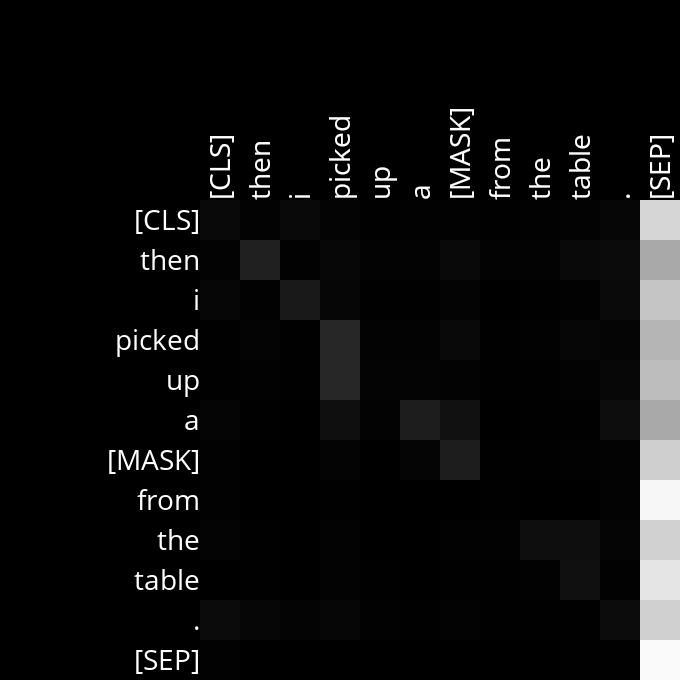 [CLS] then i picked up a [MASK] from the table . [SEP]
[CLS]
then
i
picked
up
a
[MASK]
from
the
table
.
[SEP]